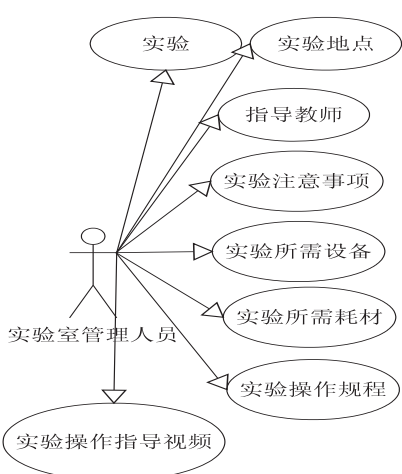 实验
实验地点
指导教师
实验注意事项
实验所需设备
实验所需耗材
实验室管理人员
实验操作规程
实验操作指导视频